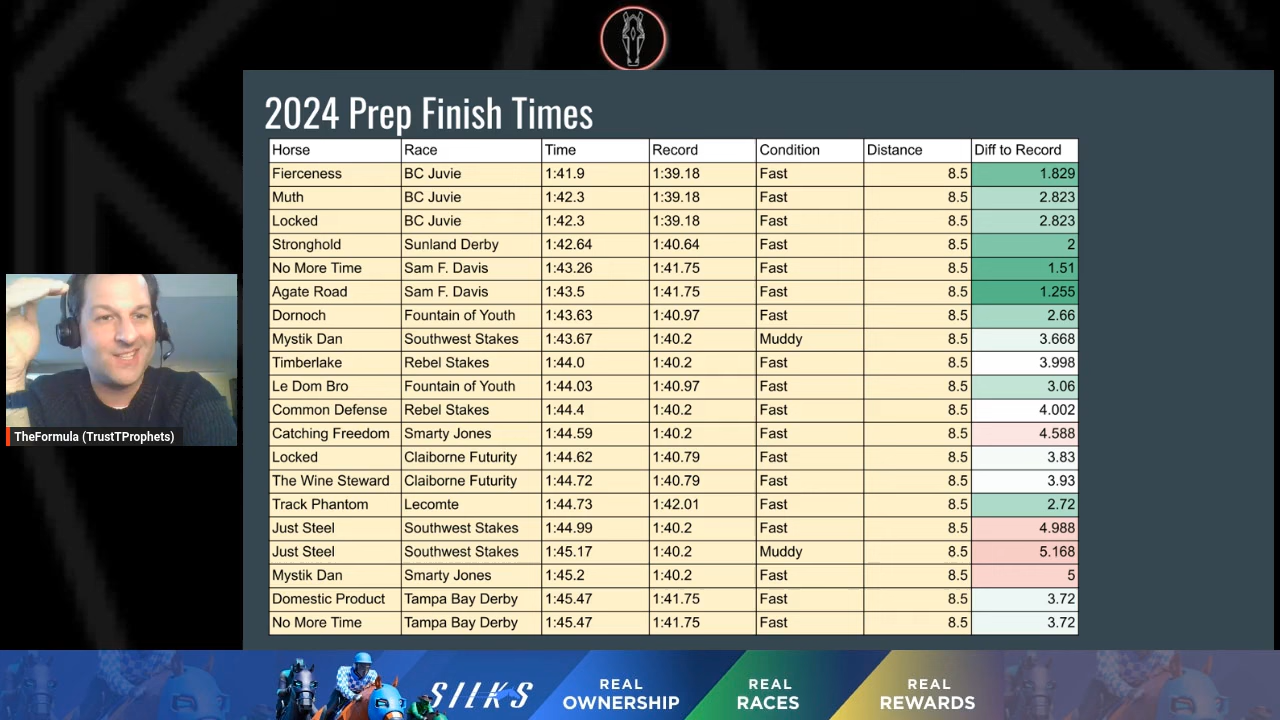 2024 Prep Finish Times
Horse Race Time Record Condition Distance Diff to Record
Fierceness BC Juvie 1:41.9 1:39.18 Fast 8.5 1.829
Muth BC Juvie 1:42.3 1:39.18 Fast 8.5 2.823
Locked BC Juvie 1:42.3 1:39.18 Fast 8.5 2.823
Stronghold Sunland Derby 1:42.64 1:40.64 Fast 8.5 2
No More Time Sam F. Davis 1:43.26 1:41.75 Fast 8.5 1.51
Agate Road Sam F. Davis 1:43.5 1:41.75 Fast 8.5 1.255
Dornoch Fountain of Youth 1:43.63 1:40.97 Fast 8.5 2.66
Mystik Dan Southwest Stakes 1:43.67 1:40.2 Muddy 8.5 3.668
Timberlake Rebel Stakes 1:44.0 1:40.2 Fast 8.5 3.998
Le Dom Bro Fountain of Youth 1:44.03 1:40.97 Fast 8.5 3.06
Common Defense Rebel Stakes 1:44.4 1:40.2 Fast 8.5 4.002
Catching Freedom Smarty Jones 1:44.59 1:40.2 Fast 8.5 4.588
Locked Claiborne Futurity 1:44.62 1:40.79 Fast 8.5 3.83
The Wine Steward Claiborne Futurity 1:44.72 1:40.79 Fast 8.5 3.93
Track Phantom Lecomte 1:44.73 1:42.01 Fast 8.5 2.72
Just Steel Southwest Stakes 1:44.99 1:40.2 Fast 8.5 4.988
Just Steel Southwest Stakes 1:45.17 1:40.2 Muddy 8.5 5.168
Mystik Dan Smarty Jones 1:45.2 1:40.2 Fast 8.5 5
Domestic Product Tampa Bay Derby 1:45.47 1:41.75 Fast 8.5 3.72
No More Time Tampa Bay Derby 1:45.47 1:41.75 Fast 8.5 3.72
TheFormula (TrustTProphets)
SILKS
REAL OWNERSHIP
REAL RACES
REAL REWARDS